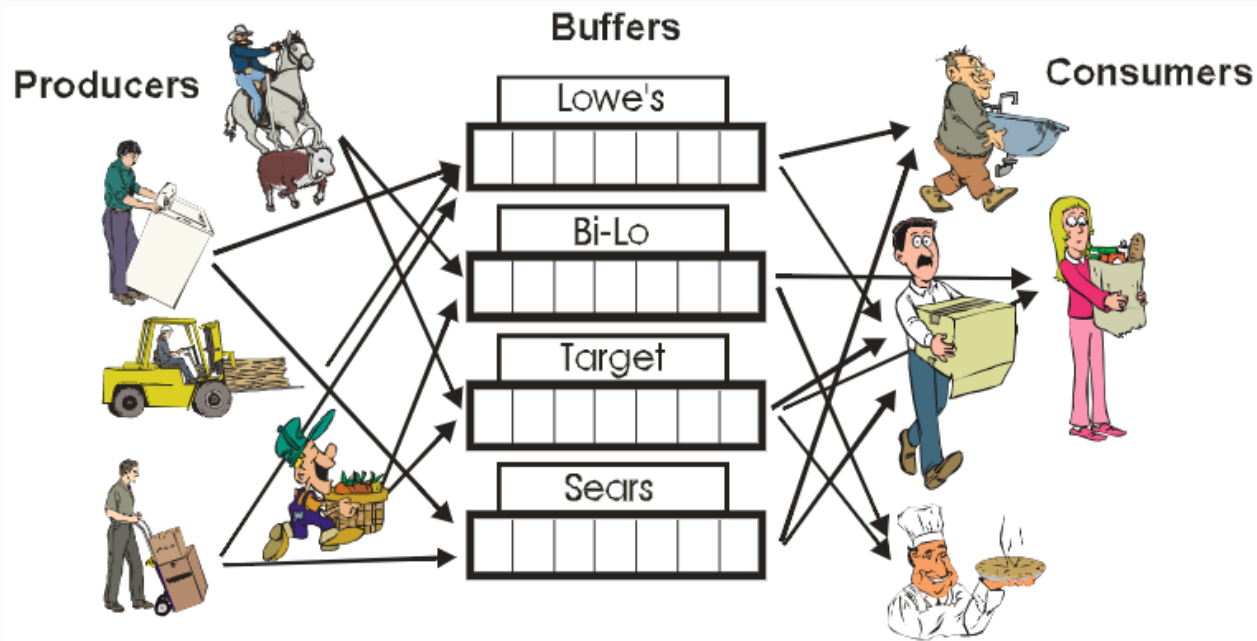 Buffers
Producers
Consumers
Lowe's
Bi-Lo
Target
Sears